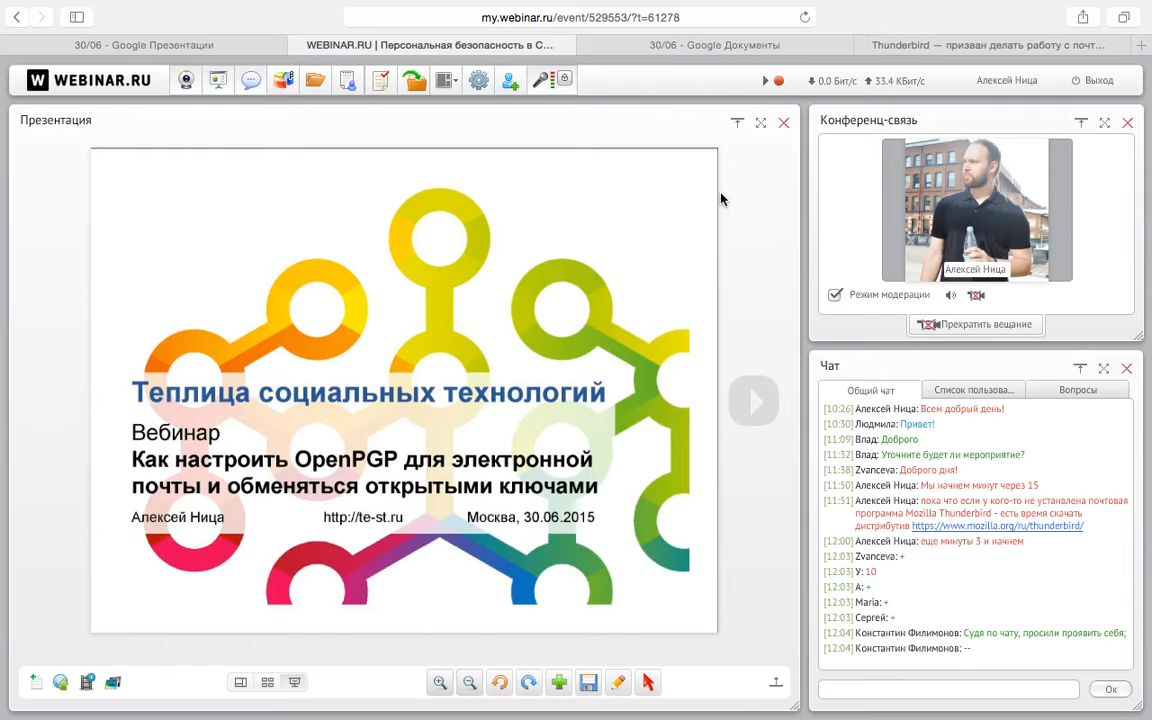 my.webinar.ru/event/529553/?t=61278
30/06 - Google Презентации
WEBINAR.RU | Персональная безопасность в С...
30/06 - Google Документы
Thunderbird — призван делать работу с почт...
W WEBINAR.RU
0.0 Бит/с
33.4 КБит/с
Алексей Ница
Выход
Презентация
Теплица социальных технологий
Вебинар
Как настроить OpenPGP для электронной
почты и обменяться открытыми ключами
Алексей Ница
http://te-st.ru
Москва, 30.06.2015
Конференц-связь
Алексей Ница
Режим модерации
Прекратить вещание
Чат
Общий чат
Список пользова...
Вопросы
[10:26] Алексей Ница: Всем добрый день!
[10:30] Людмила: Привет!
[11:09] Влад: Доброго
[11:32] Влад: Уточните будет ли мероприятие?
[11:38] Zvanceva: Доброго дня!
[11:50] Алексей Ница: Мы начнем минут через 15
[11:51] Алексей Ница: пока что если у кого-то не уставлена почтовая
программа Mozilla Thunderbird - есть время скачать
дистрибутив https://www.mozilla.org/ru/thunderbird/
[12:00] Алексей Ница: еще минуты 3 и начнем
[12:03] Zvanceva: +
[12:03] У: 10
[12:03] А: +
[12:03] Maria: +
[12:03] Сергей: +
[12:04] Константин Филимонов: Судя по чату, просили проявить себя;
[12:04] Константин Филимонов: --
Ок